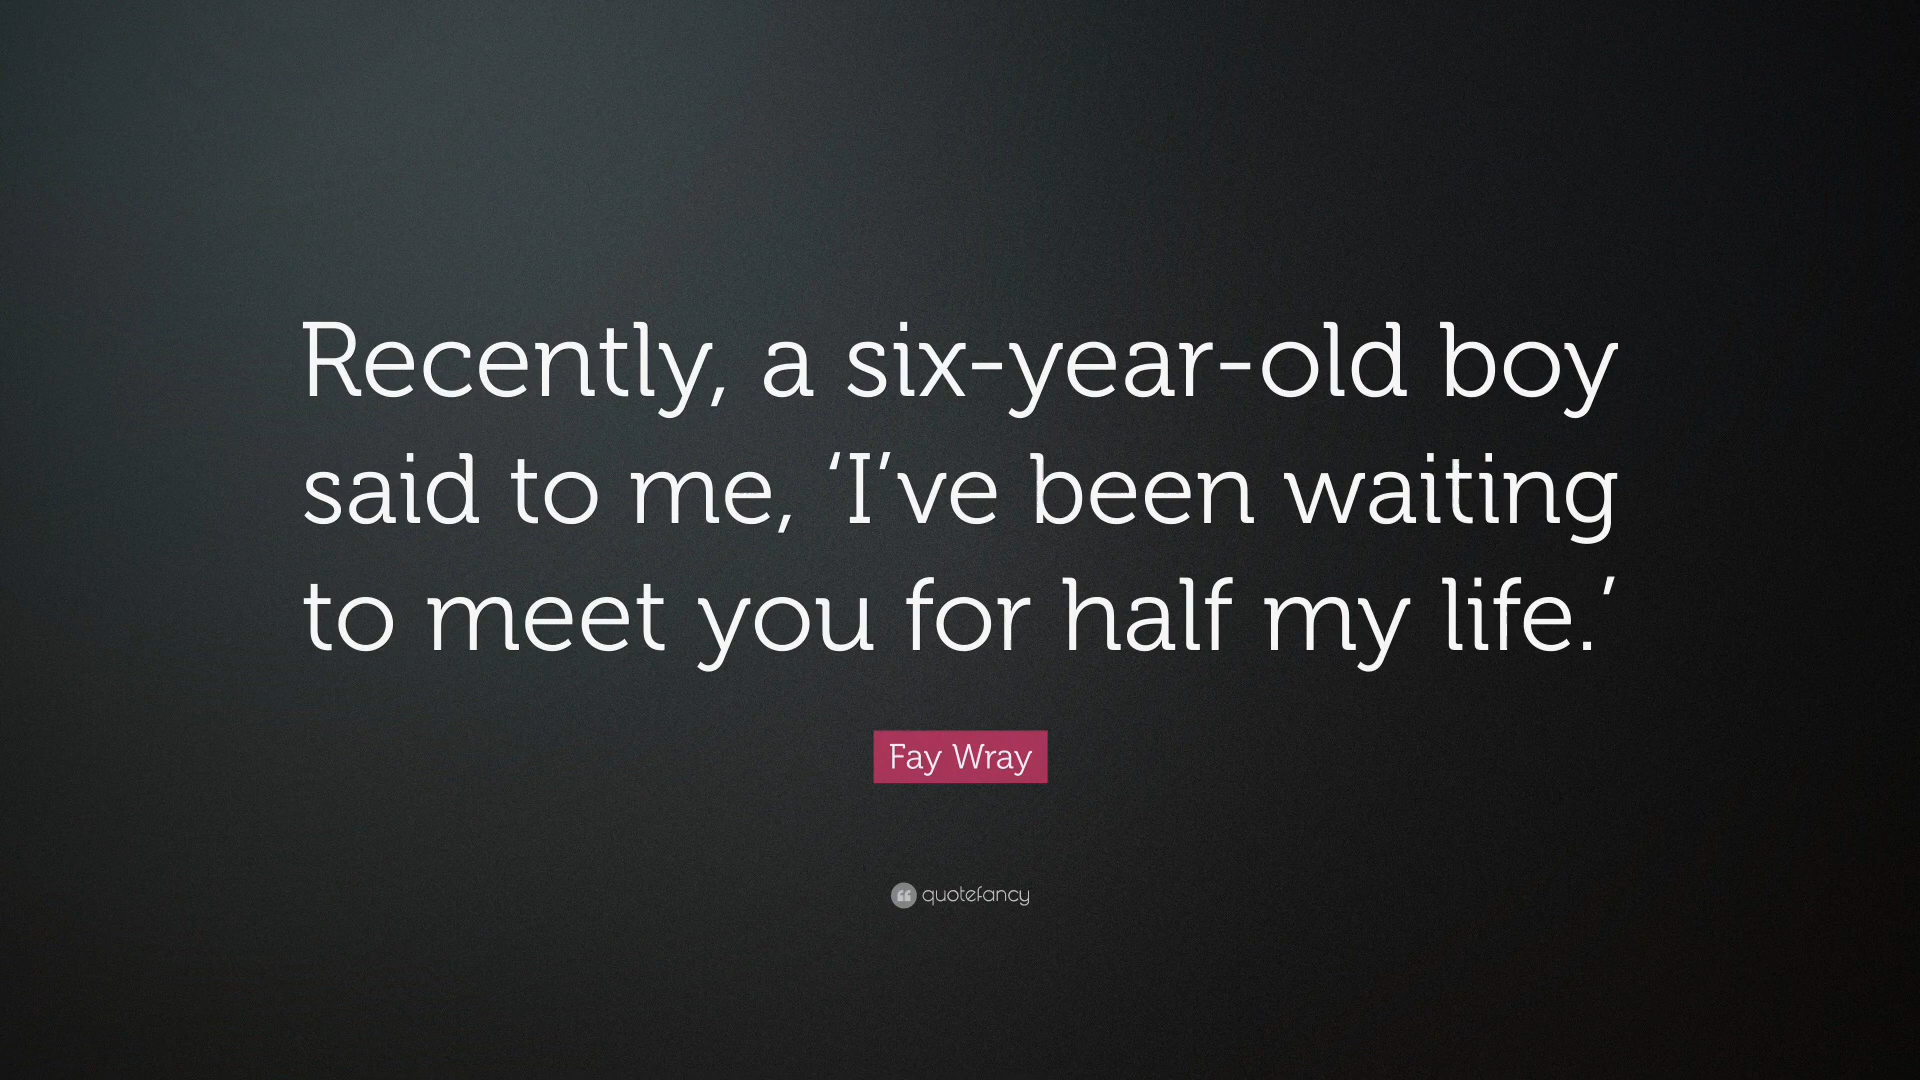 Recently, a six-year-old boy
said to me, ‘I’ve been waiting
to meet you for half my life.’
Fay Wray
quotefancy